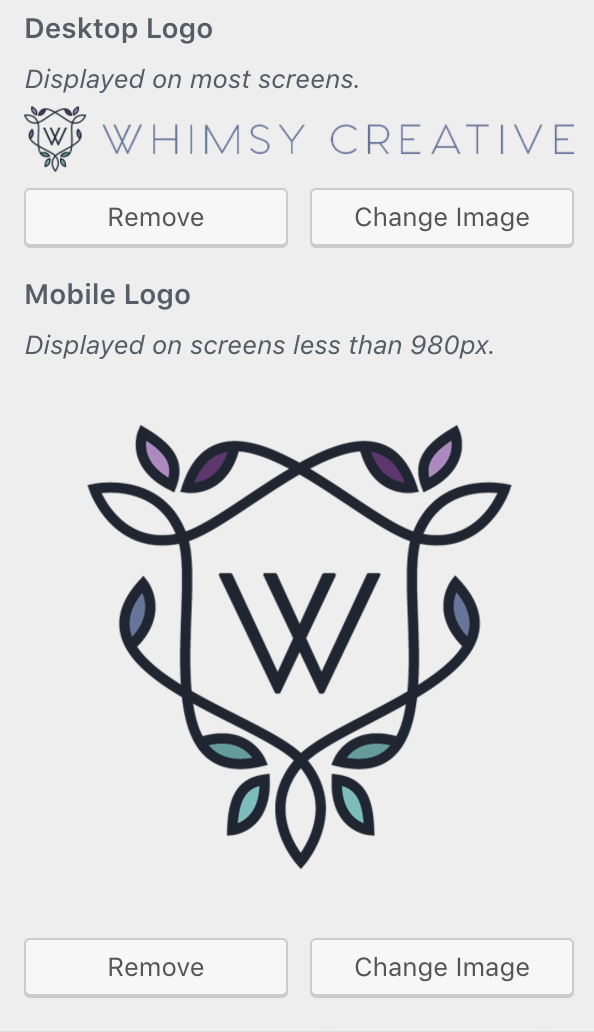 Desktop Logo
Displayed on most screens.
W WHIMSY CREATIVE
Remove Change Image
Mobile Logo
Displayed on screens less than 980px.
W
Remove Change Image